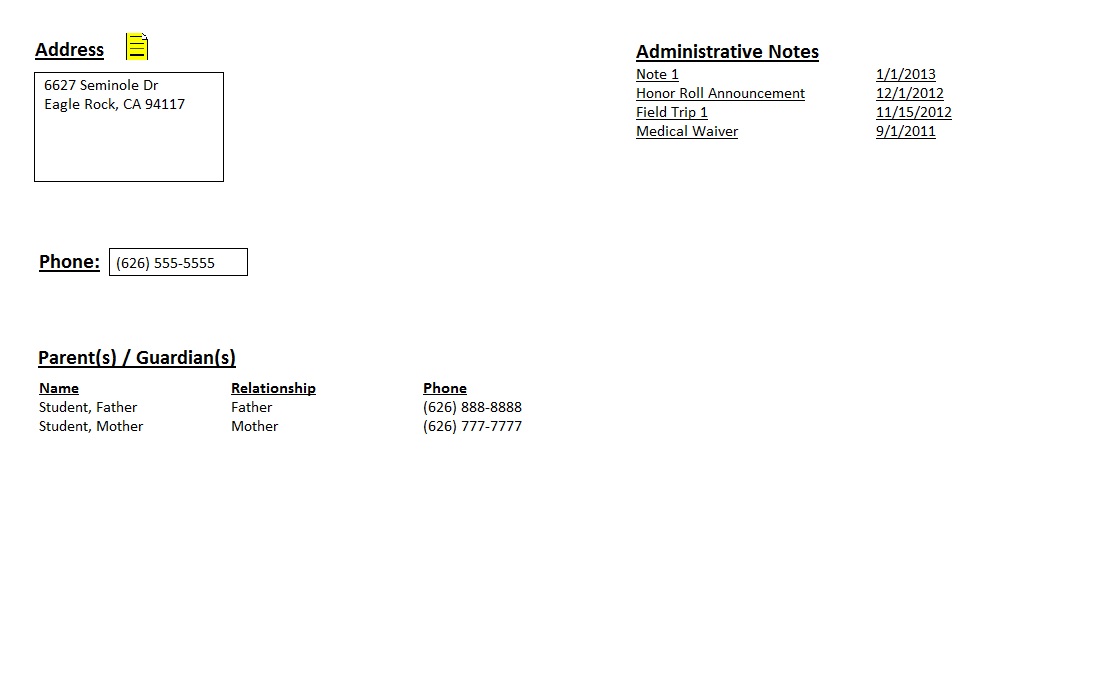 Address
6627 Seminole Dr
Eagle Rock, CA 94117
Phone: (626) 555-5555
Parent(s) / Guardian(s)
Name Relationship Phone
Student, Father Father (626) 888-8888
Student, Mother Mother (626) 777-7777
Administrative Notes
Note 1 1/1/2013
Honor Roll Announcement 12/1/2012
Field Trip 1 11/15/2012
Medical Waiver 9/1/2011